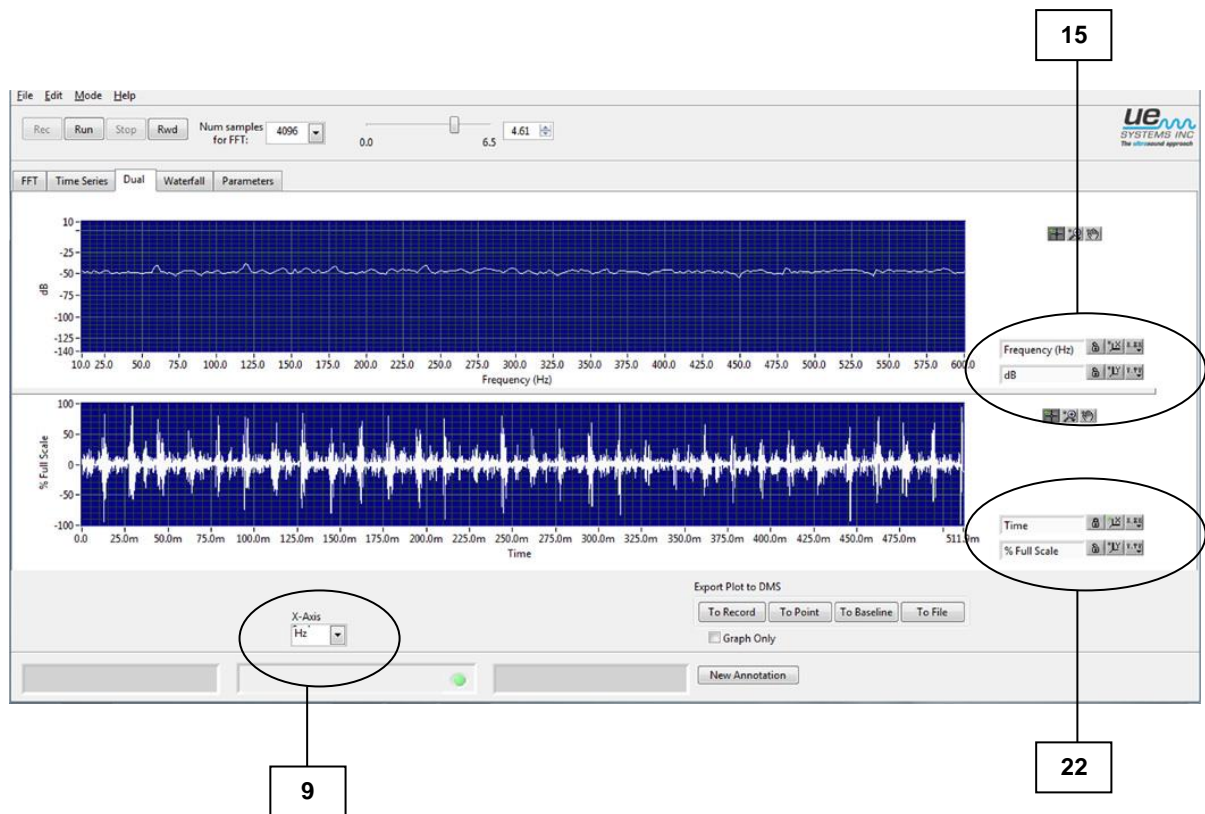 15
File Edit Mode Help
Rec Run Stop Rwd Num samples for FFT: 4096 0.0 6.5 4.61
ue
SYSTEMS INC
The ultrasound approach
FFT Time Series Dual Waterfall Parameters
10
-25
-50
-75
-100
-125
-140
dB
10.0 25.0 50.0 75.0 100.0 125.0 150.0 175.0 200.0 225.0 250.0 275.0 300.0 325.0 350.0 375.0 400.0 425.0 450.0 475.0 500.0 525.0 550.0 575.0 600.0
Frequency (Hz)
Frequency (Hz)
dB
100
50
0
-50
-100
% Full Scale
0.0 25.0m 50.0m 75.0m 100.0m 125.0m 150.0m 175.0m 200.0m 225.0m 250.0m 275.0m 300.0m 325.0m 350.0m 375.0m 400.0m 425.0m 450.0m 475.0m
Time
Time
% Full Scale
X-Axis
Hz
Export Plot to DMS
To Record To Point To Baseline To File
Graph Only
New Annotation
9
22